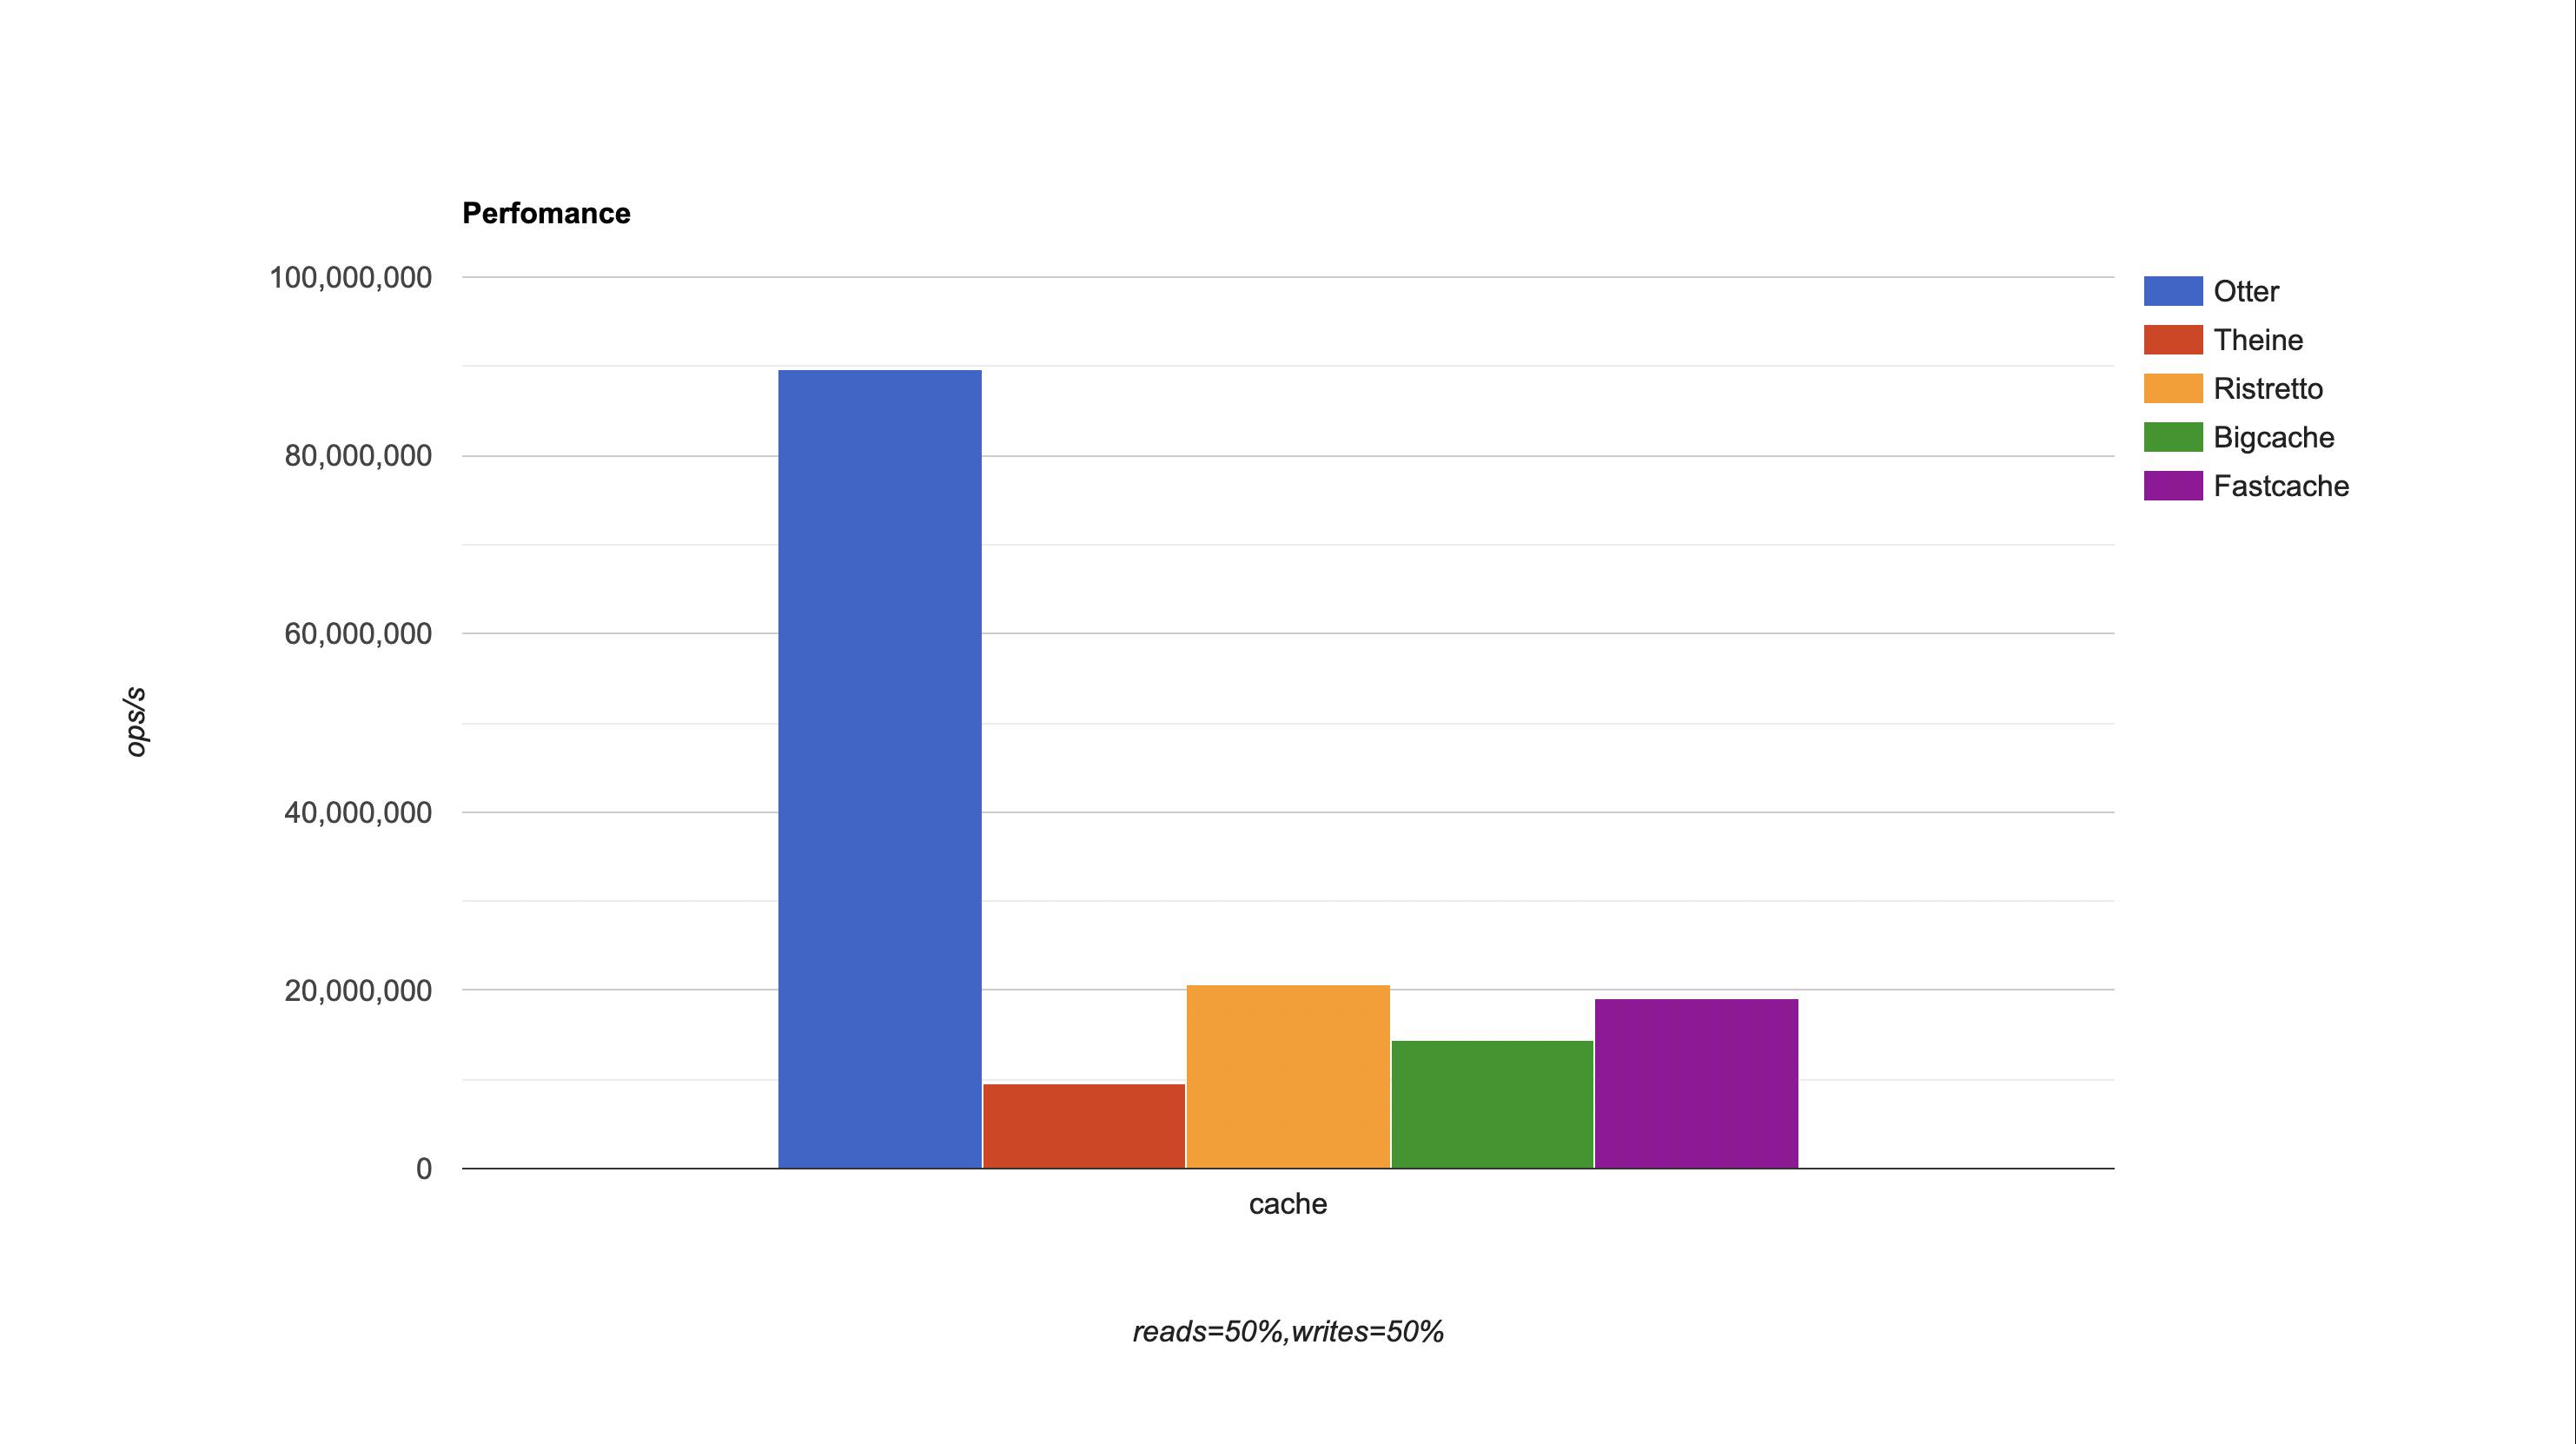 Perfomance
100,000,000
80,000,000
60,000,000
40,000,000
20,000,000
0
ops/s
cache
reads=50%,writes=50%
Otter
Theine
Ristretto
Bigcache
Fastcache